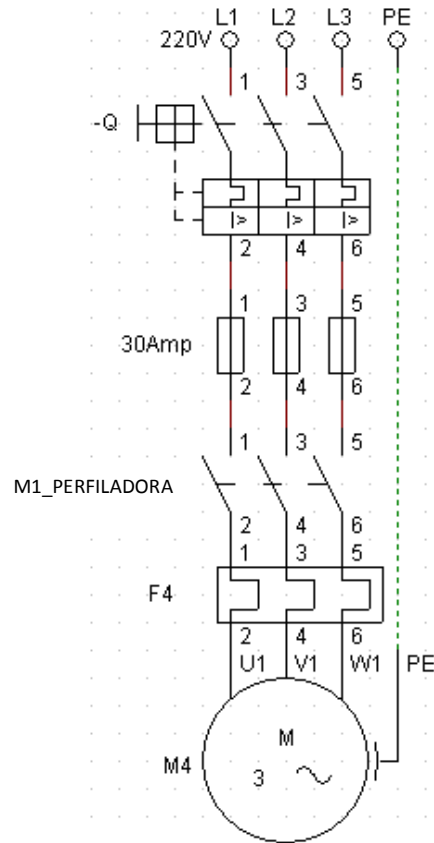 L1 L2 L3 PE
220V
1 3 5
-Q
I> I> I>
2 4 6
1 3 5
30Amp
2 4 6
1 3 5
M1_PERFILADORA
2 4 6
1 3 5
F4
2 4 6
U1 V1 W1 PE
M
M4
3